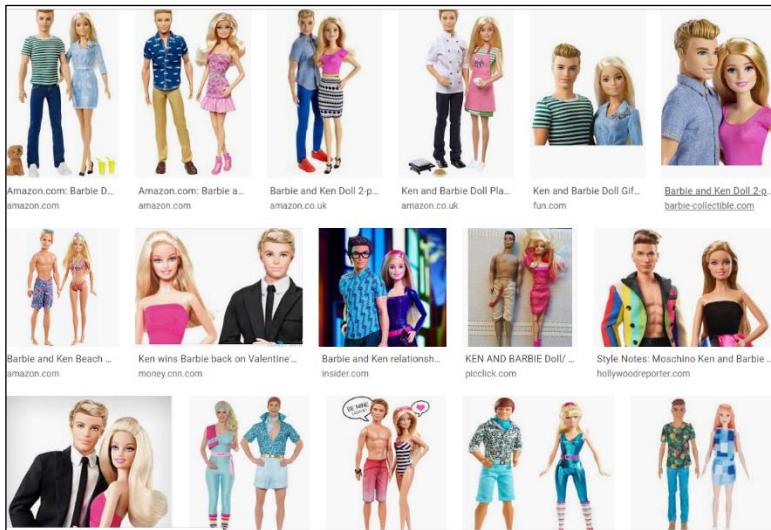 Amazon.com: Barbie D...
amazon.com
Amazon.com: Barbie a...
amazon.com
Barbie and Ken Doll 2-p...
amazon.co.uk
Ken and Barbie Doll Pla...
amazon.co.uk
Ken and Barbie Doll Gif...
fun.com
Barbie and Ken Doll 2-p...
barbie-collectible.com
Barbie and Ken Beach ...
amazon.com
Ken wins Barbie back on Valentine'...
money.cnn.com
Barbie and Ken relationsh...
insider.com
KEN AND BARBIE Doll/ ...
picclick.com
Style Notes: Moschino Ken and Barbie ...
hollywoodreporter.com
BE MINE